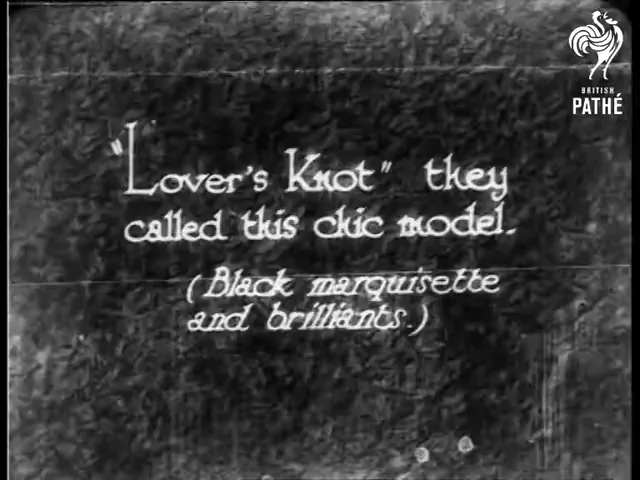 BRITISH
PATHÉ
"Lover's Knot" they
called this chic model.
(Black marquisette
and brilliants.)